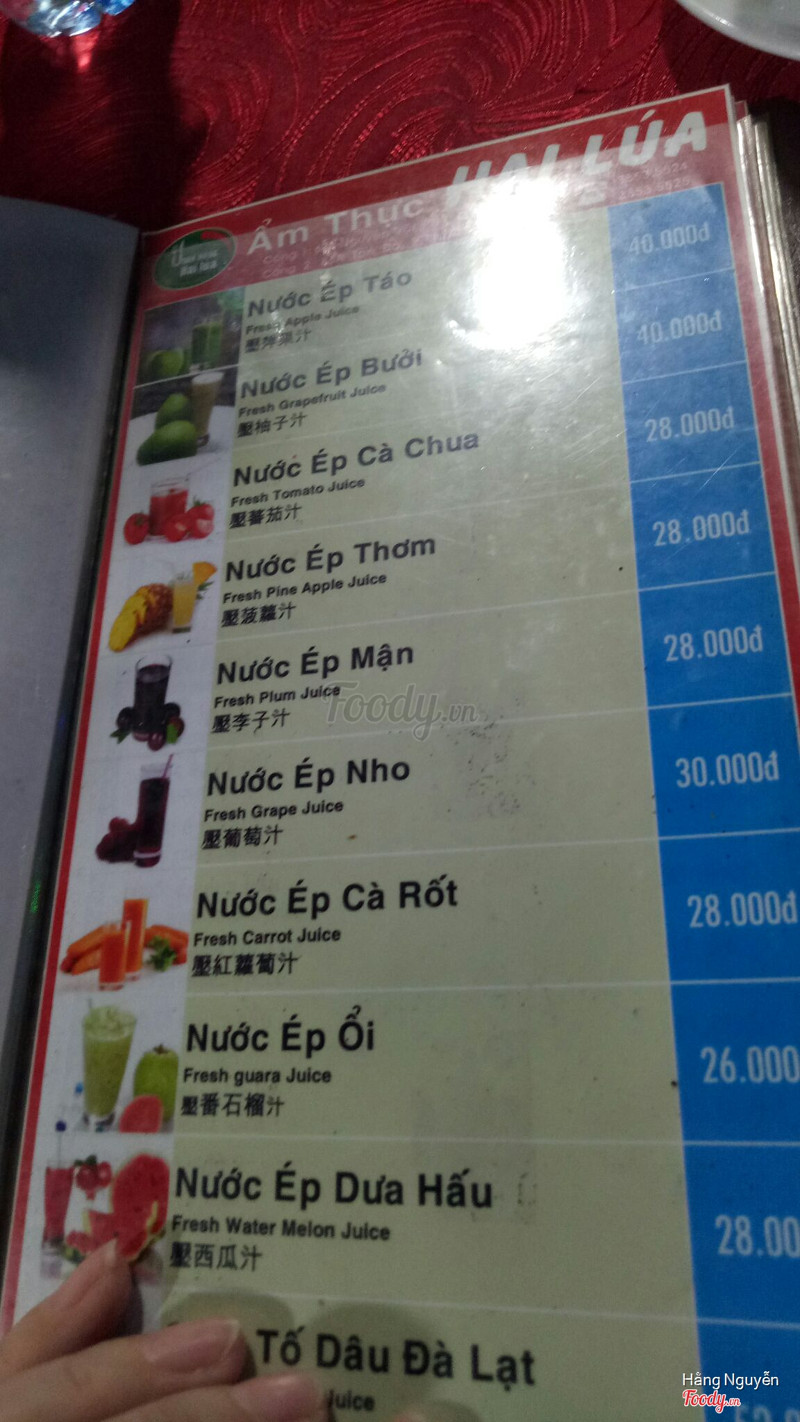 Ẩm Thực HAI LÚA
Nước Ép Táo
Fresh Apple Juice
壓蘋果汁
40.000đ
Nước Ép Bưởi
Fresh Grapefruit Juice
壓柚子汁
40.000đ
Nước Ép Cà Chua
Fresh Tomato Juice
壓蕃茄汁
28.000đ
Nước Ép Thơm
Fresh Pine Apple Juice
壓菠蘿汁
28.000đ
Nước Ép Mận
Fresh Plum Juice
壓李子汁
28.000đ
Nước Ép Nho
Fresh Grape Juice
壓葡萄汁
30.000đ
Nước Ép Cà Rốt
Fresh Carrot Juice
壓紅蘿蔔汁
28.000đ
Nước Ép Ổi
Fresh guara Juice
壓番石榴汁
26.000
Nước Ép Dưa Hấu
Fresh Water Melon Juice
壓西瓜汁
28.00
Tố Dâu Đà Lạt
Juice
Foody.vn
Hằng Nguyễn
Foody.vn